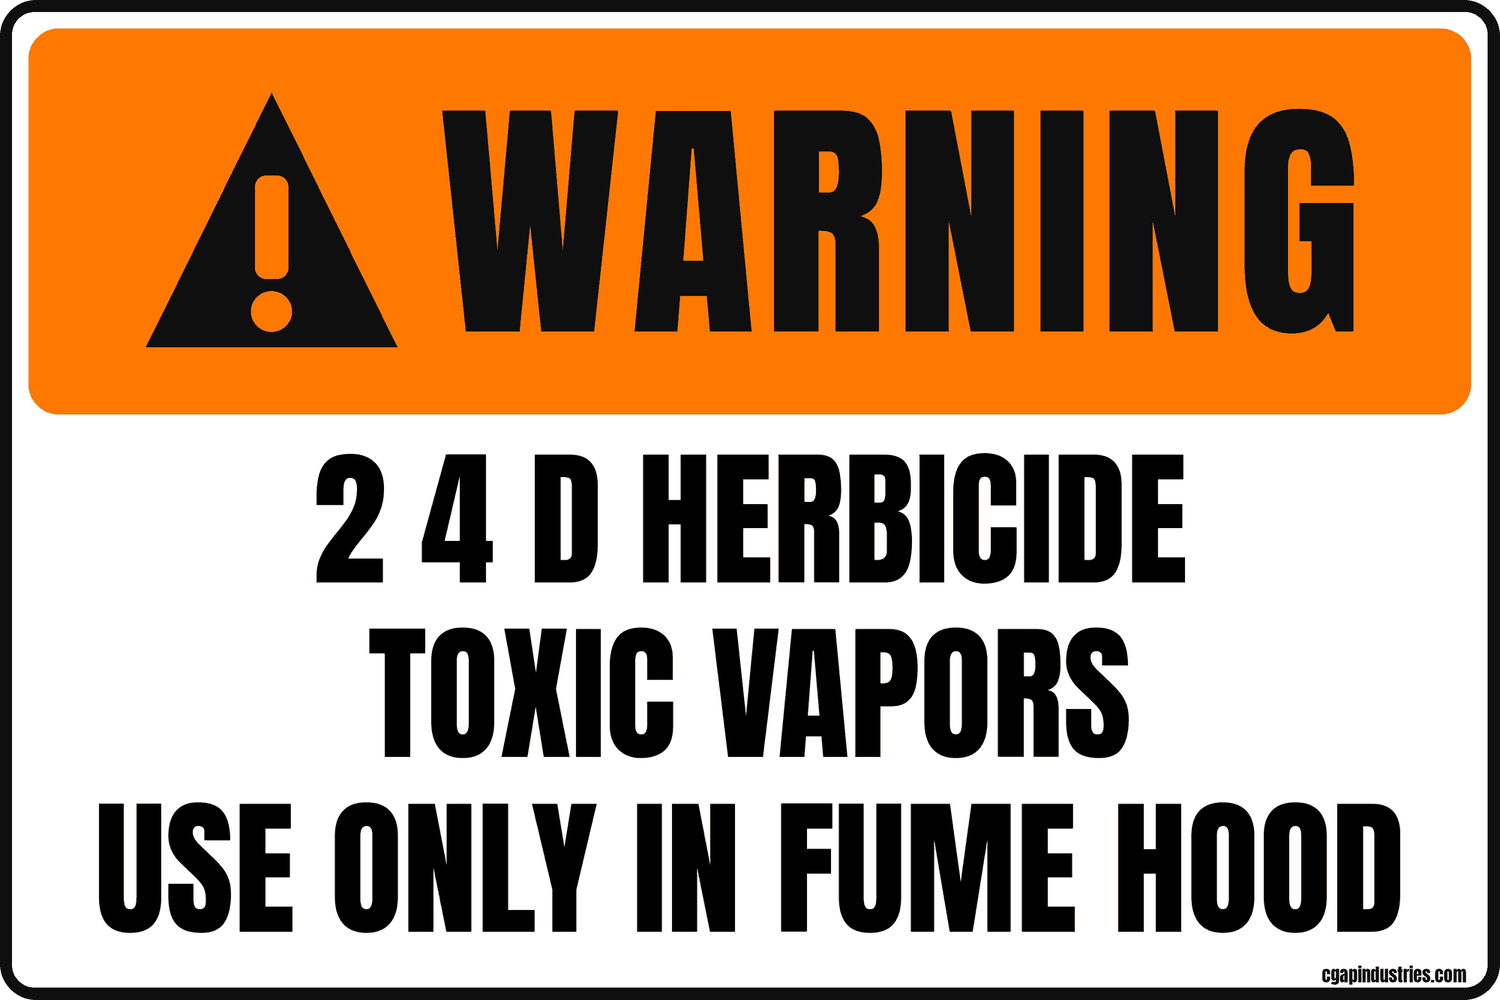 WARNING
2 4 D HERBICIDE
TOXIC VAPORS
USE ONLY IN FUME HOOD
cgapindustries.com